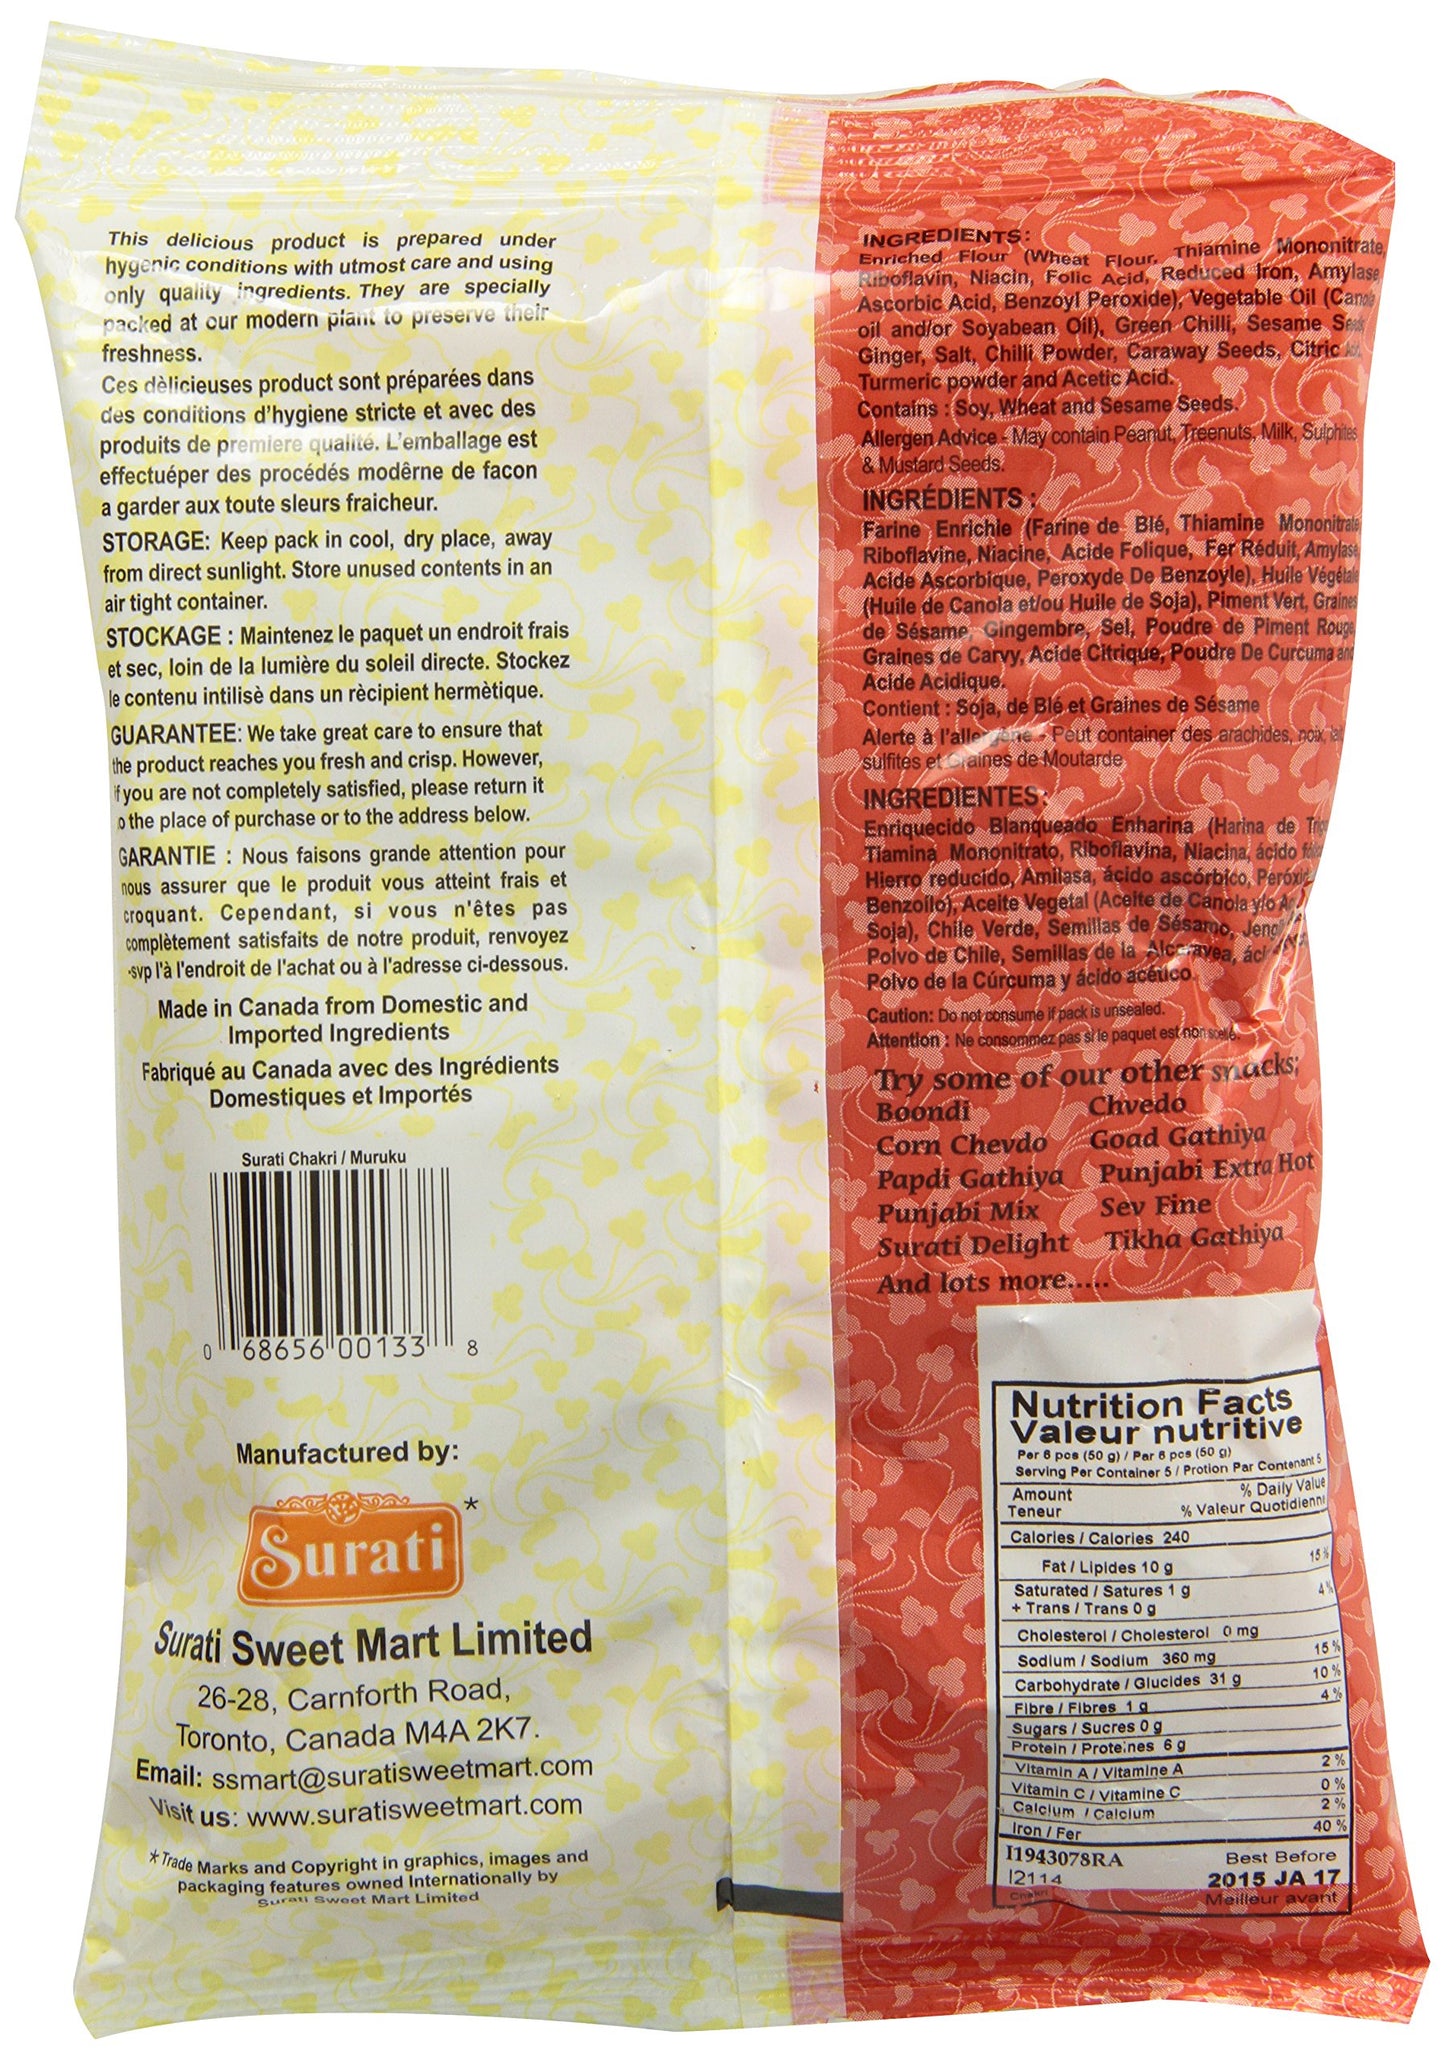 This delicious product is prepared under
hygenic conditions with utmost care and using
only quality ingredients. They are specially
packed at our modern plant to preserve their
freshness.
Ces dèlicieuses product sont préparées dans
des conditions d'hygiene stricte et avec des
produits de premiere qualité. L'emballage est
effectuéper des procédés modêrne de facon
a garder aux toute sleurs fraicheur.
STORAGE: Keep pack in cool, dry place, away
from direct sunlight. Store unused contents in an
air tight container.
STOCKAGE : Maintenez le paquet un endroit frais
et sec, loin de la lumière du soleil directe. Stockez
le contenu intilisè dans un rècipient hermètique.
GUARANTEE: We take great care to ensure that
the product reaches you fresh and crisp. However,
if you are not completely satisfied, please return it
to the place of purchase or to the address below.
GARANTIE : Nous faisons grande attention pour
nous assurer que le produit vous atteint frais et
croquant. Cependant, si vous n'êtes pas
complètement satisfaits de notre produit, renvoyez
-svp l'à l'endroit de l'achat ou à l'adresse ci-dessous.
Made in Canada from Domestic and
Imported Ingredients
Fabriqué au Canada avec des Ingrédients
Domestiques et Importés
Surati Chakri / Muruku
0 68656 00133 8
Manufactured by:
Surati *
Surati Sweet Mart Limited
26-28, Carnforth Road,
Toronto, Canada M4A 2K7.
Email: ssmart@suratisweetmart.com
Visit us: www.suratisweetmart.com
* Trade Marks and Copyright in graphics, images and
packaging features owned Internationally by
Surati Sweet Mart Limited
INGREDIENTS:
Enriched Flour (Wheat Flour, Thiamine Mononitrate,
Riboflavin, Niacin, Folic Acid, Reduced Iron, Amylase
Ascorbic Acid, Benzoyl Peroxide), Vegetable Oil (Canola
oil and/or Soyabean Oil), Green Chilli, Sesame
Ginger, Salt, Chilli Powder, Caraway Seeds, Citric
Turmeric powder and Acetic Acid.
Contains : Soy, Wheat and Sesame Seeds.
Allergen Advice - May contain Peanut, Treenuts, Milk, Sulphites
& Mustard Seeds.
INGRÉDIENTS :
Farine Enrichie (Farine de Blé, Thiamine Mononitrate
Riboflavine, Niacine, Acide Folique, Fer Réduit, Amylase
Acide Ascorbique, Peroxyde De Benzoyle), Huile Végétale
(Huile de Canola et/ou Huile de Soja), Piment Vert, Graines
de Sésame, Gingembre, Sel, Poudre de Piment Rouge
Graines de Carvy, Acide Citrique, Poudre De Curcuma and
Acide Acidique.
Contient : Soja, de Blé et Graines de Sésame
Alerte à l'allergène - Peut container des arachides, noix, lait
sulfites et Graines de Moutarde
INGREDIENTES:
Enriquecido Blanqueado Enharina (Harina de
Tiamina Mononitrato, Riboflavina, Niacina, ácido
Hierro reducido, Amilasa, ácido ascórbico,
Benzoílo), Aceite Vegetal (Aceite de Canola y/o
Soja), Chile Verde, Semillas de Sésamo,
Polvo de Chile, Semillas de la Alcaravea,
Polvo de la Cúrcuma y ácido acético.
Caution: Do not consume if pack is unsealed.
Attention : Ne consommez pas si le paquet est non scellé.
Try some of our other snacks;
Boondi Chvedo
Corn Chevdo Goad Gathiya
Papdi Gathiya Punjabi Extra Hot
Punjabi Mix Sev Fine
Surati Delight Tikha Gathiya
And lots more.....
Nutrition Facts
Valeur nutritive
Per 6 pcs (50 g) / Par 6 pcs (50 g)
Serving Per Container 5 / Protion Par Contenant 5
Amount % Daily Value
Teneur % Valeur Quotidienne
Calories / Calories 240
Fat / Lipides 10 g 15 %
Saturated / Satures 1 g 4 %
+ Trans / Trans 0 g
Cholesterol / Cholesterol 0 mg
Sodium / Sodium 360 mg 15 %
Carbohydrate / Glucides 31 g 10 %
Fibre / Fibres 1 g 4 %
Sugars / Sucres 0 g
Protein / Proteines 6 g
Vitamin A / Vitamine A 2 %
Vitamin C / Vitamine C 0 %
Calcium / Calcium 2 %
Iron / Fer 40 %
I1943078RA Best Before
12114 2015 JA 17
Chakri Meilleur avant